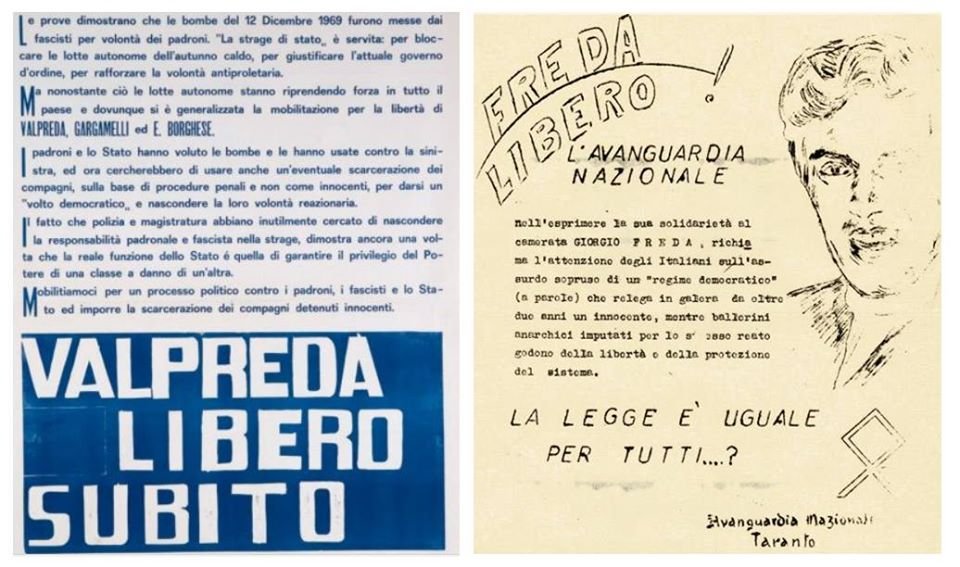 Le prove dimostrano che le bombe del 12 Dicembre 1969 furono messe dai
fascisti per volontà dei padroni. "La strage di stato„ è servita: per bloc-
care le lotte autonome dell'autunno caldo, per giustificare l'attuale governo
d'ordine, per rafforzare la volontà antiproletaria.
Ma nonostante ciò le lotte autonome stanno riprendendo forza in tutto il
paese e dovunque si è generalizzata la mobilitazione per la libertà di
VALPREDA, GARGAMELLI ed E. BORGHESE.
I padroni e lo Stato hanno voluto le bombe e le hanno usate contro la sini-
stra, ed ora cercherebbero di usare anche un'eventuale scarcerazione dei
compagni, sulla base di procedure penali e non come innocenti, per darsi un
"volto democratico„ e nascondere la loro volontà reazionaria.
Il fatto che polizia e magistratura abbiano inutilmente cercato di nascondere
la responsabilità padronale e fascista nella strage, dimostra ancora una vol-
ta che la reale funzione dello Stato é quella di garantire il privilegio del Po-
tere di una classe a danno di un'altra.
Mobilitiamoci per un processo politico contro i padroni, i fascisti e lo Sta-
to ed imporre la scarcerazione dei compagni detenuti innocenti.
VALPREDA
LIBERO
SUBITO
FREDA
LIBERO!
L'AVANGUARDIA
NAZIONALE
Nell'esprimere la sua solidarietà al
camerata GIORGIO FREDA, richia
ma l'attenzione degli Italiani sull'as-
surdo sopruso di un "regime democratico"
(a parole) che relega in galera da oltre
due anni un innocente, mentre ballerini
anarchici imputati per lo reato
godono della libertà e della protezione
del sistema.
LA LEGGE E' UGUALE
PER TUTTI....?
Avanguardia Nazionale
Taranto